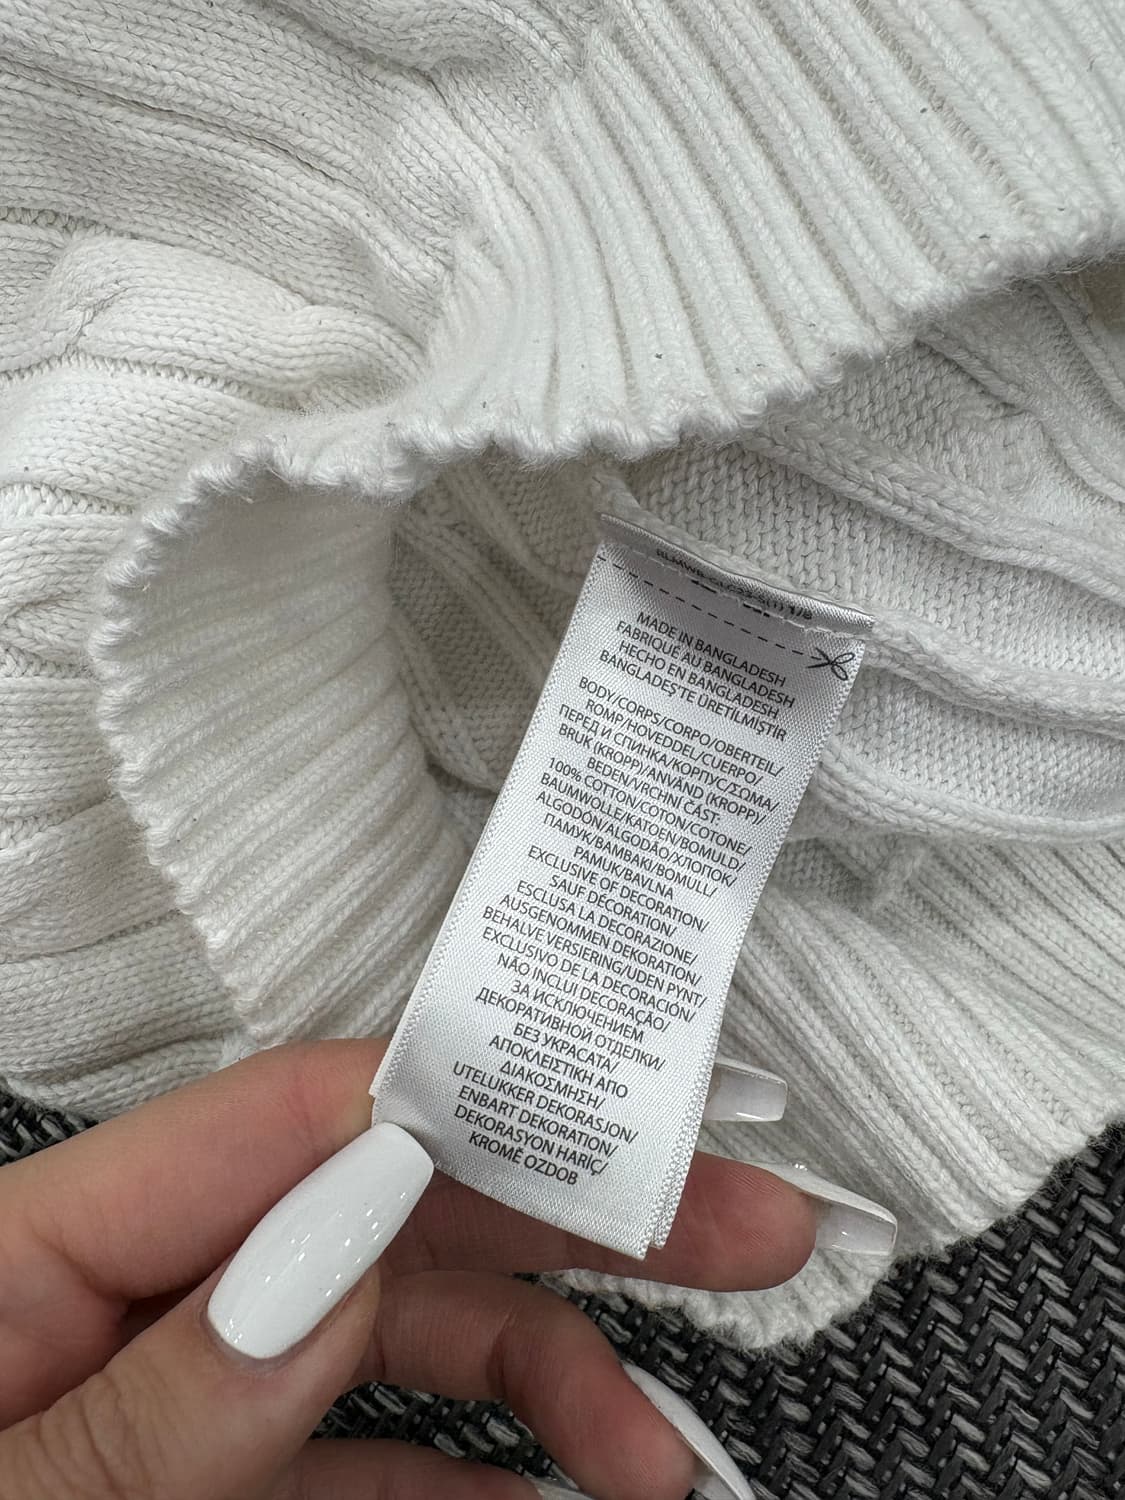 MADE IN BANGLADESH
FABRIQUÉ AU BANGLADESH
HECHO EN BANGLADESH
BANGLADEŞ'TE ÜRETİLMİŞTİR
BODY/CORPS/CORPO/OBERTEIL/
ROMP/HOVEDDEL/CUERPO/
ПЕРЕД И СПИНКА/КОРПУС/ΣΩΜΑ/
BRUK (KROPP)/ANVÄND (KROPP)/
BEDEN/VRCHNÍ ČÁST:
100% COTTON/COTON/COTONE/
BAUMWOLLE/KATOEN/BOMULD/
ALGODÓN/ALGODÃO/ХЛОПОК/
ПАМУК/ΒΑΜΒΑΚΙ/BOMULL/
PAMUK/BAVLNA
EXCLUSIVE OF DECORATION/
SAUF DÉCORATION/
ESCLUSA LA DECORAZIONE/
AUSGENOMMEN DEKORATION/
BEHALVE VERSIERING/UDEN PYNT/
EXCLUSIVO DE LA DECORACIÓN/
NÃO INCLUI DECORAÇÃO/
ЗА ИСКЛЮЧЕНИЕМ
ДЕКОРАТИВНОЙ ОТДЕЛКИ/
БЕЗ УКРАСАТА/
ΑΠΟΚΛΕΙΣΤΙΚΗ ΑΠΟ
ΔΙΑΚΟΣΜΗΣΗ/
UTELUKKER DEKORASJON/
ENBART DEKORATION/
DEKORASYON HARİÇ/
KROMĚ OZDOB